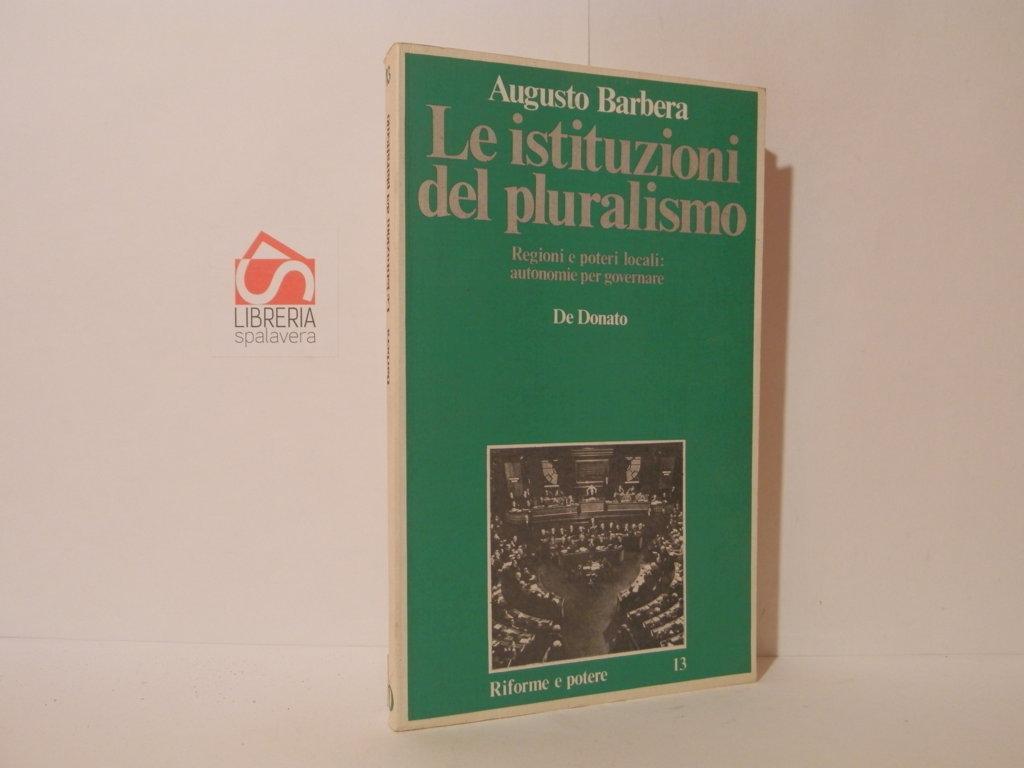 Augusto Barbera
Le istituzioni
del pluralismo
Regioni e poteri locali:
autonomie per governare
De Donato
Riforme e potere
13
LIBRERIA
spalavera